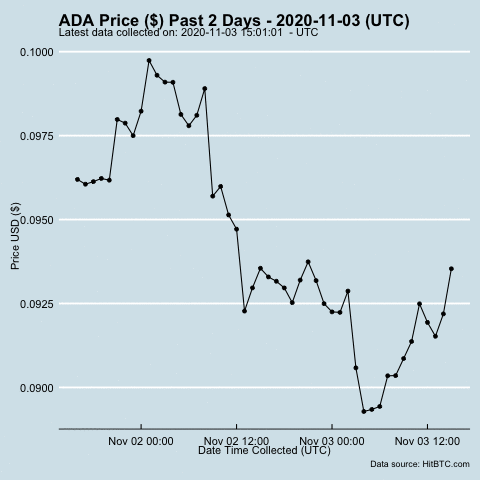 ADA Price ($) Past 2 Days - 2020-11-03 (UTC)
Latest data collected on: 2020-11-03 15:01:01 - UTC
0.1000
0.0975
0.0950
0.0925
0.0900
Price USD ($)
Nov 02 00:00 Nov 02 12:00 Nov 03 00:00 Nov 03 12:00
Date Time Collected (UTC)
Data source: HitBTC.com